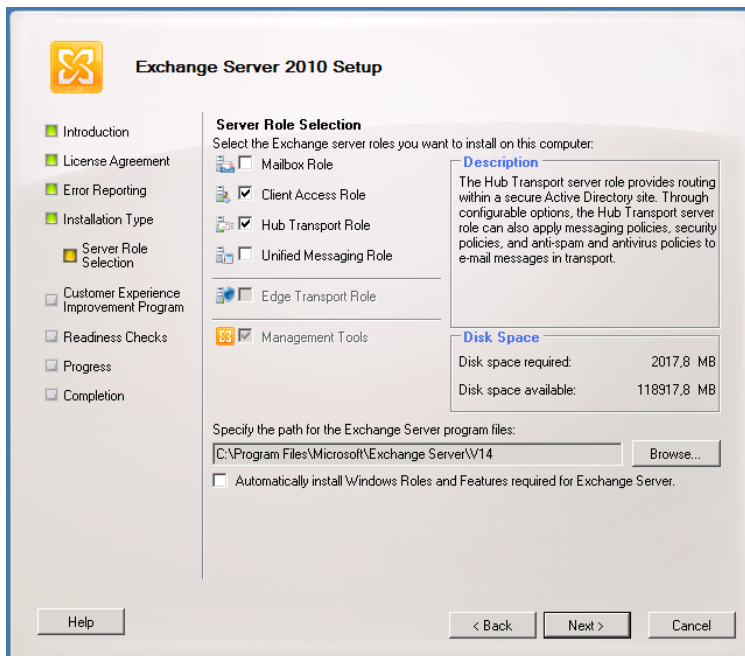 Exchange Server 2010 Setup
Introduction
License Agreement
Error Reporting
Installation Type
Server Role
Selection
Customer Experience
Improvement Program
Readiness Checks
Progress
Completion
Server Role Selection
Select the Exchange server roles you want to install on this computer:
Mailbox Role
Client Access Role
Hub Transport Role
Unified Messaging Role
Edge Transport Role
Management Tools
Description
The Hub Transport server role provides routing
within a secure Active Directory site. Through
configurable options, the Hub Transport server
role can also apply messaging policies, security
policies, and anti-spam and antivirus policies to
e-mail messages in transport.
Disk Space
Disk space required: 2017,8 MB
Disk space available: 118917,8 MB
Specify the path for the Exchange Server program files:
C:\Program Files\Microsoft\Exchange Server\V14
Browse...
Automatically install Windows Roles and Features required for Exchange Server.
Help
< Back
Next >
Cancel